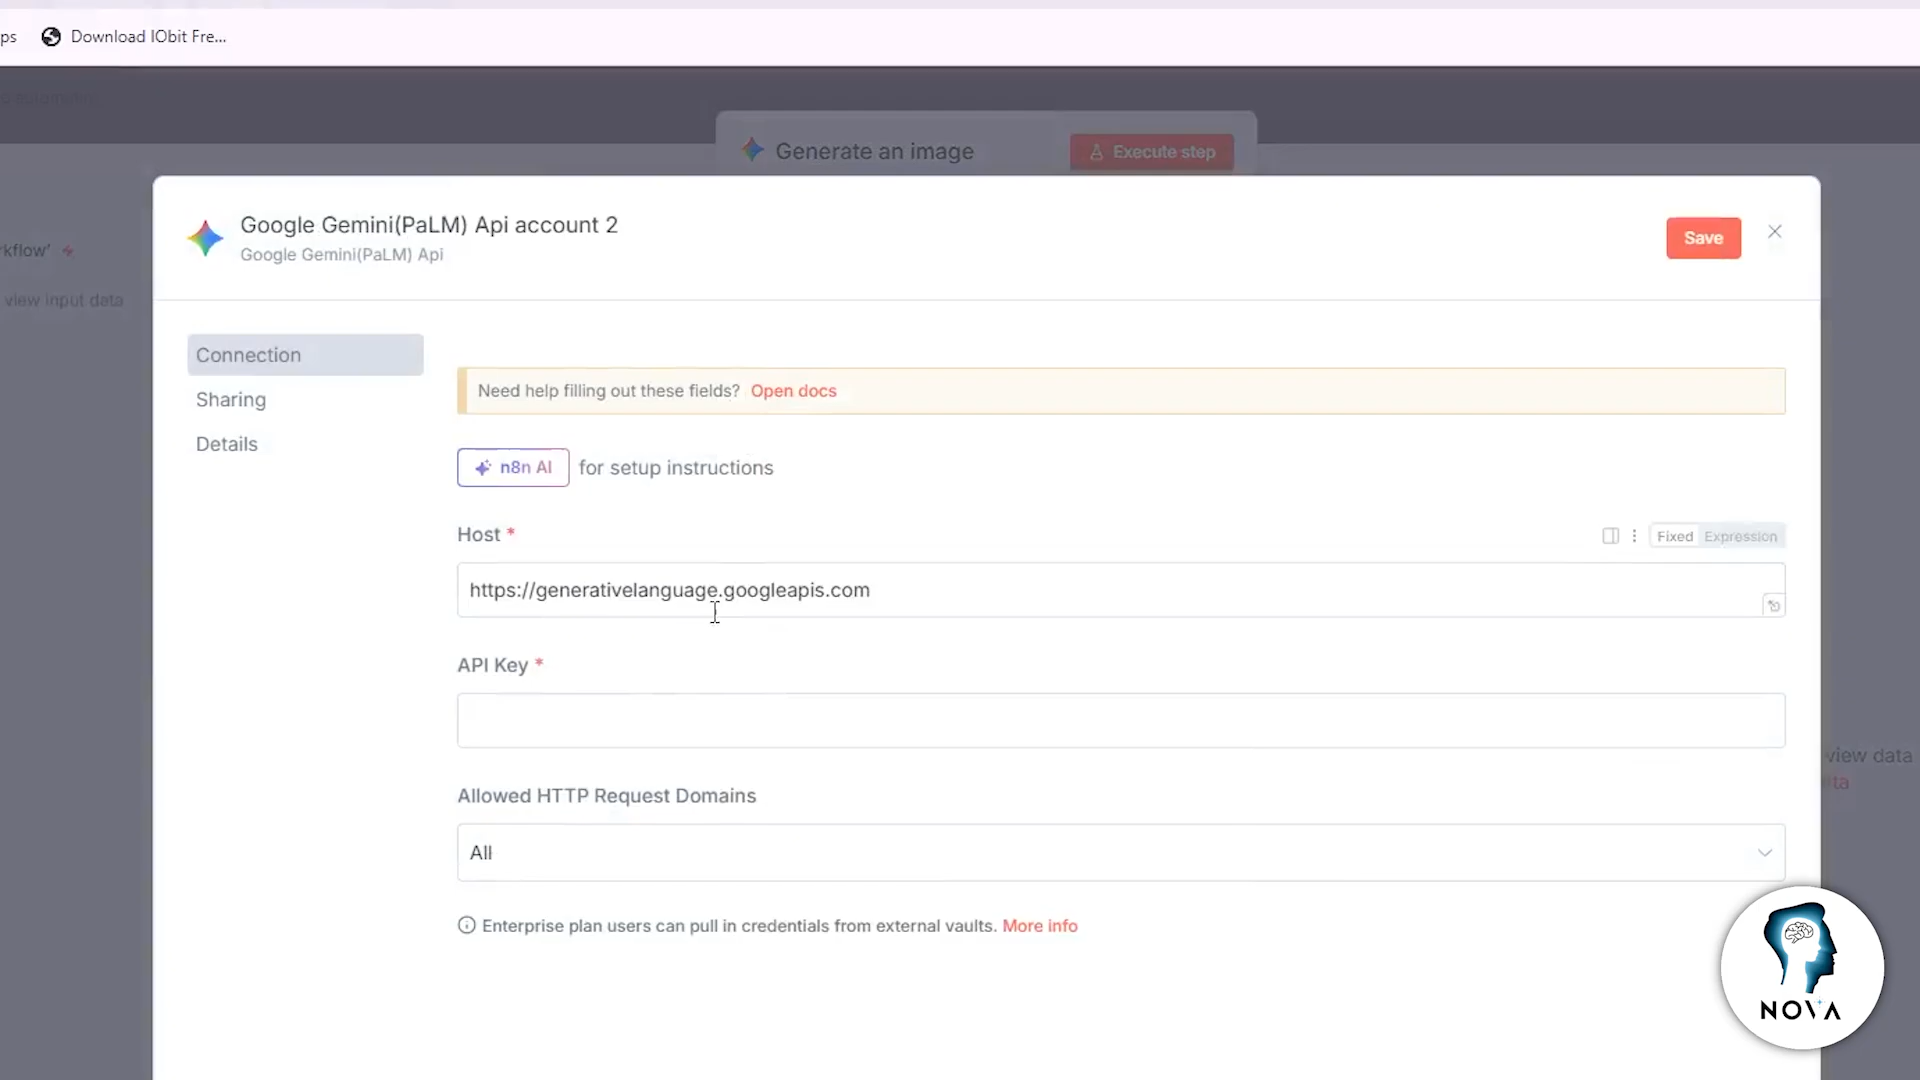 ps Download IObit Fre...
Generate an image Execute step
Google Gemini(PaLM) Api account 2
Google Gemini(PaLM) Api
Save
rkflow'
view input data
Connection
Sharing
Details
Need help filling out these fields? Open docs
n8n AI for setup instructions
Host *
Fixed Expression
https://generativelanguage.googleapis.com
API Key *
view data
ta
Allowed HTTP Request Domains
All
Enterprise plan users can pull in credentials from external vaults. More info
NOVA